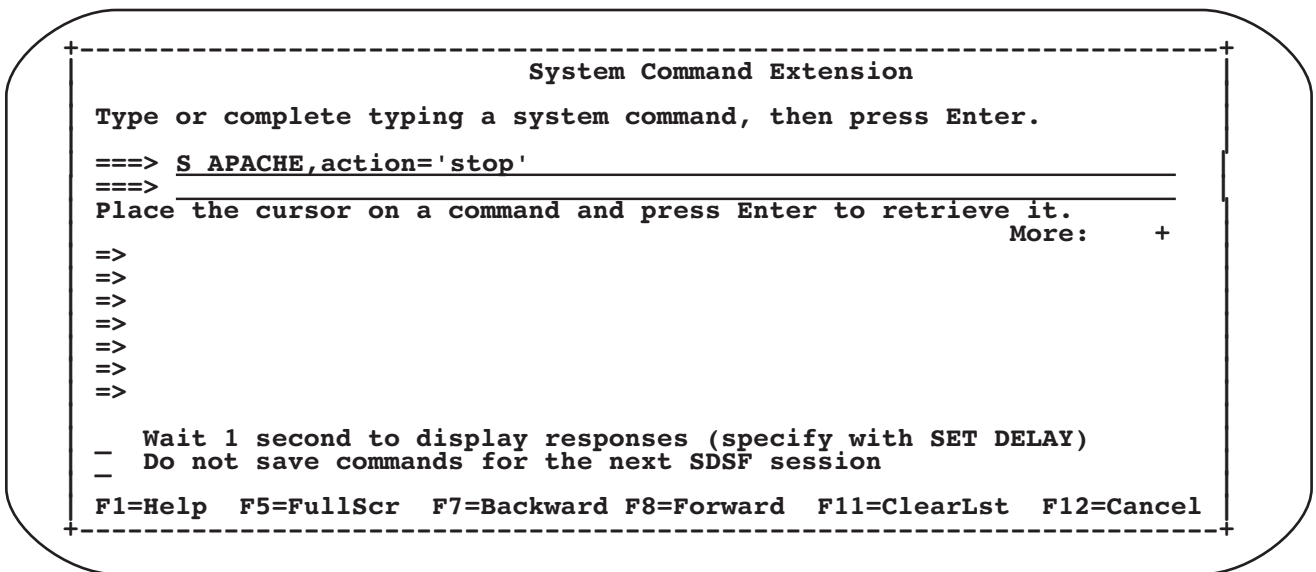 +-----------------------------------------------------------------------+
System Command Extension
Type or complete typing a system command, then press Enter.
===> S APACHE,action='stop'
===>
Place the cursor on a command and press Enter to retrieve it.
More:    +
=>
=>
=>
=>
=>
=>
=>
_  Wait 1 second to display responses (specify with SET DELAY)
_  Do not save commands for the next SDSF session
F1=Help  F5=FullScr  F7=Backward F8=Forward  F11=ClearLst  F12=Cancel
+-----------------------------------------------------------------------+